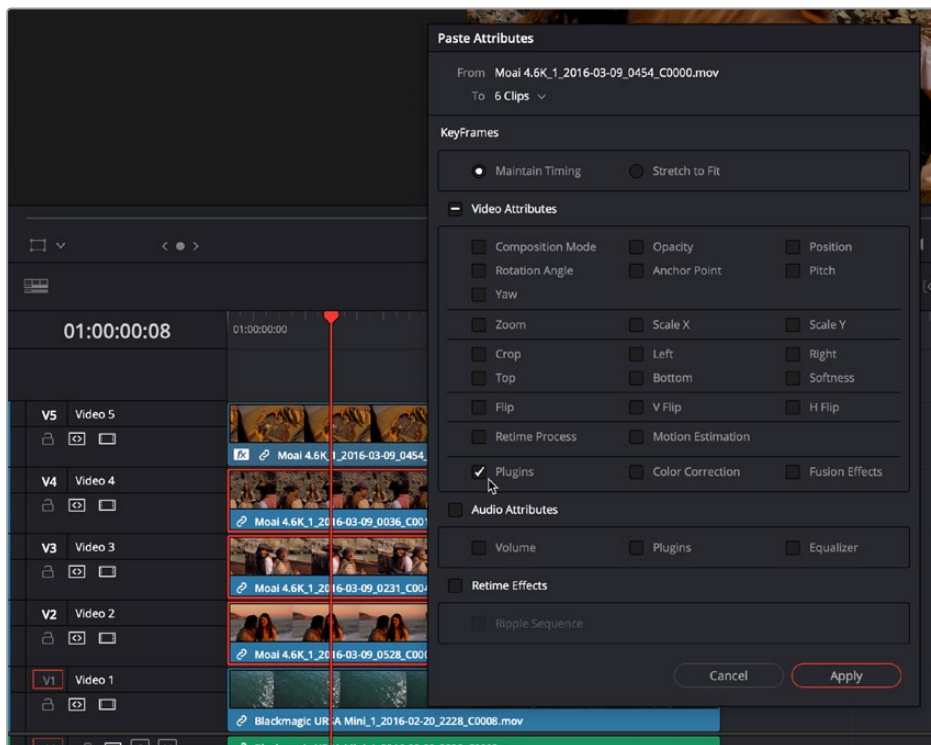 Paste Attributes
From Moai 4.6K_1_2016-03-09_0454_C0000.mov
To 6 Clips
KeyFrames
Maintain Timing Stretch to Fit
Video Attributes
Composition Mode Opacity Position
Rotation Angle Anchor Point Pitch
Yaw
Zoom Scale X Scale Y
Crop Left Right
Top Bottom Softness
Flip V Flip H Flip
Retime Process Motion Estimation
Plugins Color Correction Fusion Effects
Audio Attributes
Volume Plugins Equalizer
Retime Effects
Ripple Sequence
Cancel Apply
01:00:00:08
01:00:00:00
V5 Video 5
fx Moai 4.6K_1_2016-03-09_0454_
V4 Video 4
Moai 4.6K_1_2016-03-09_0036_C001
V3 Video 3
Moai 4.6K_1_2016-03-09_0231_C004
V2 Video 2
Moai 4.6K_1_2016-03-09_0528_C000
V1 Video 1
Blackmagic URSA Mini_1_2016-02-20_2228_C0008.mov